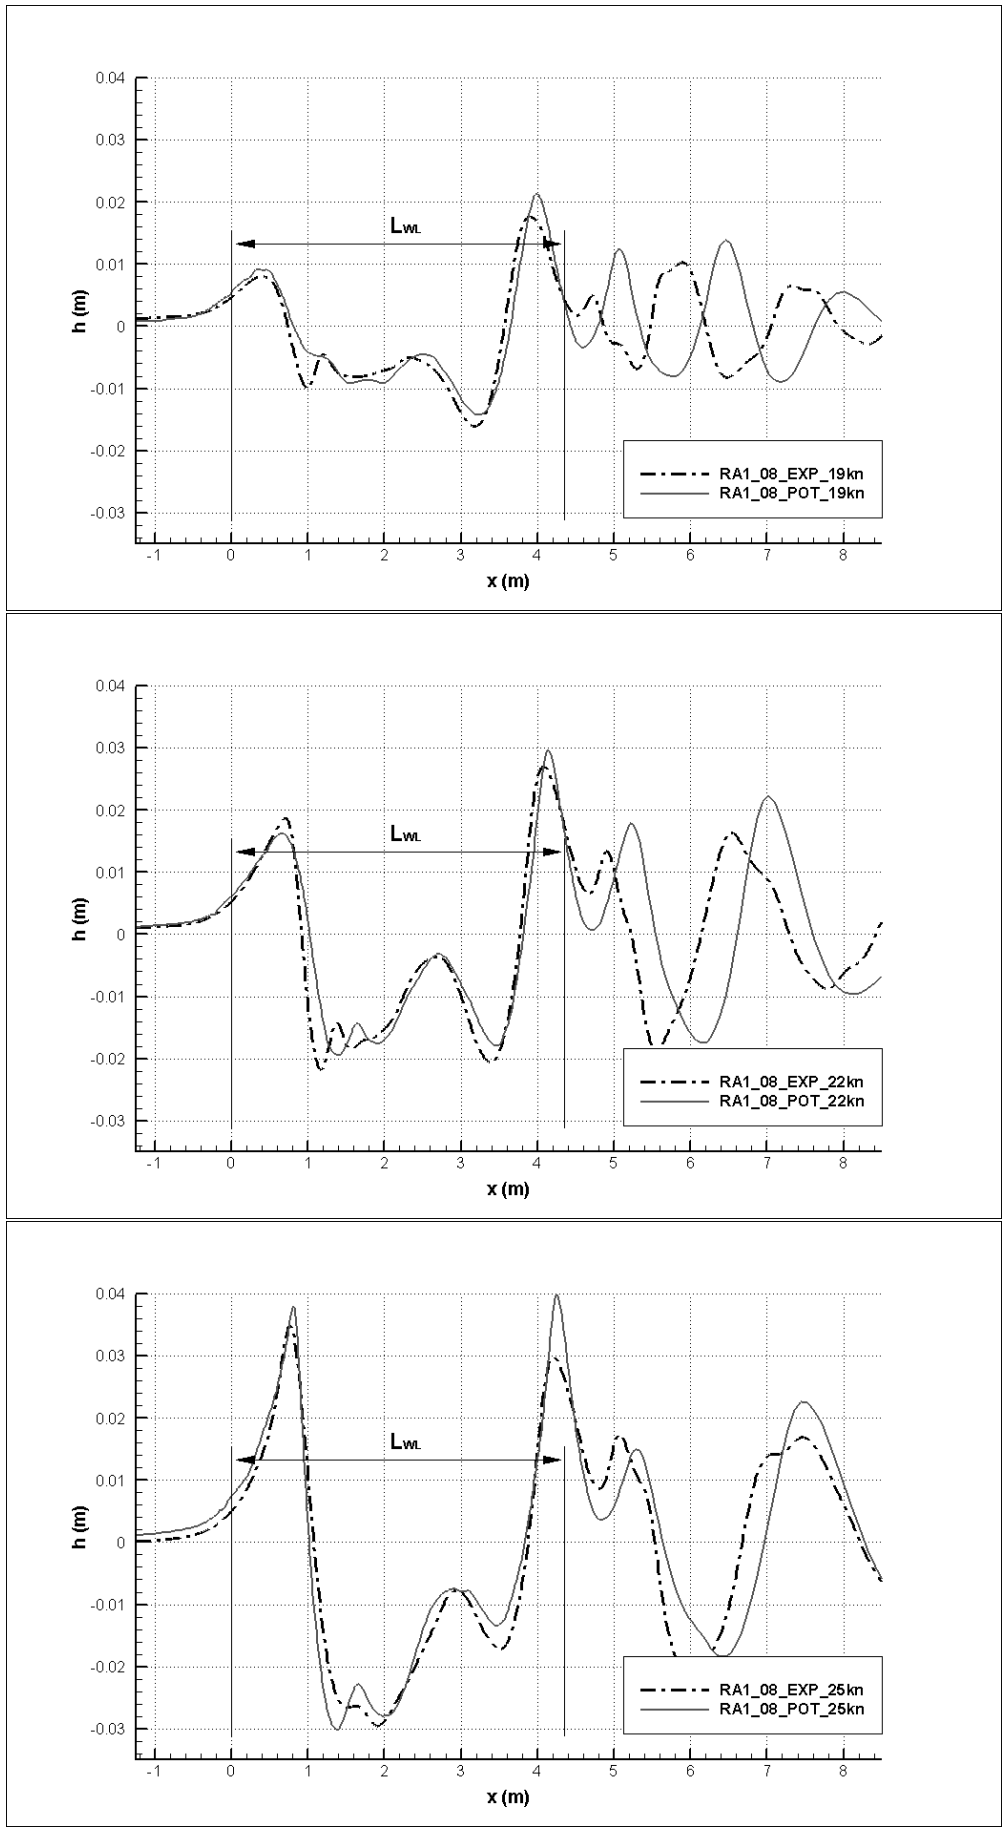 0.04
0.03
0.02
LWL
0.01
h (m)
0
-0.01
-0.02
RA1_08_EXP_19kn
RA1_08_POT_19kn
-0.03
-1 0 1 2 3 4 5 6 7 8
x (m)
0.04
0.03
0.02
LWL
0.01
h (m)
0
-0.01
-0.02
RA1_08_EXP_22kn
RA1_08_POT_22kn
-0.03
-1 0 1 2 3 4 5 6 7 8
x (m)
0.04
0.03
0.02
LWL
0.01
h (m)
0
-0.01
-0.02
RA1_08_EXP_25kn
RA1_08_POT_25kn
-0.03
-1 0 1 2 3 4 5 6 7 8
x (m)